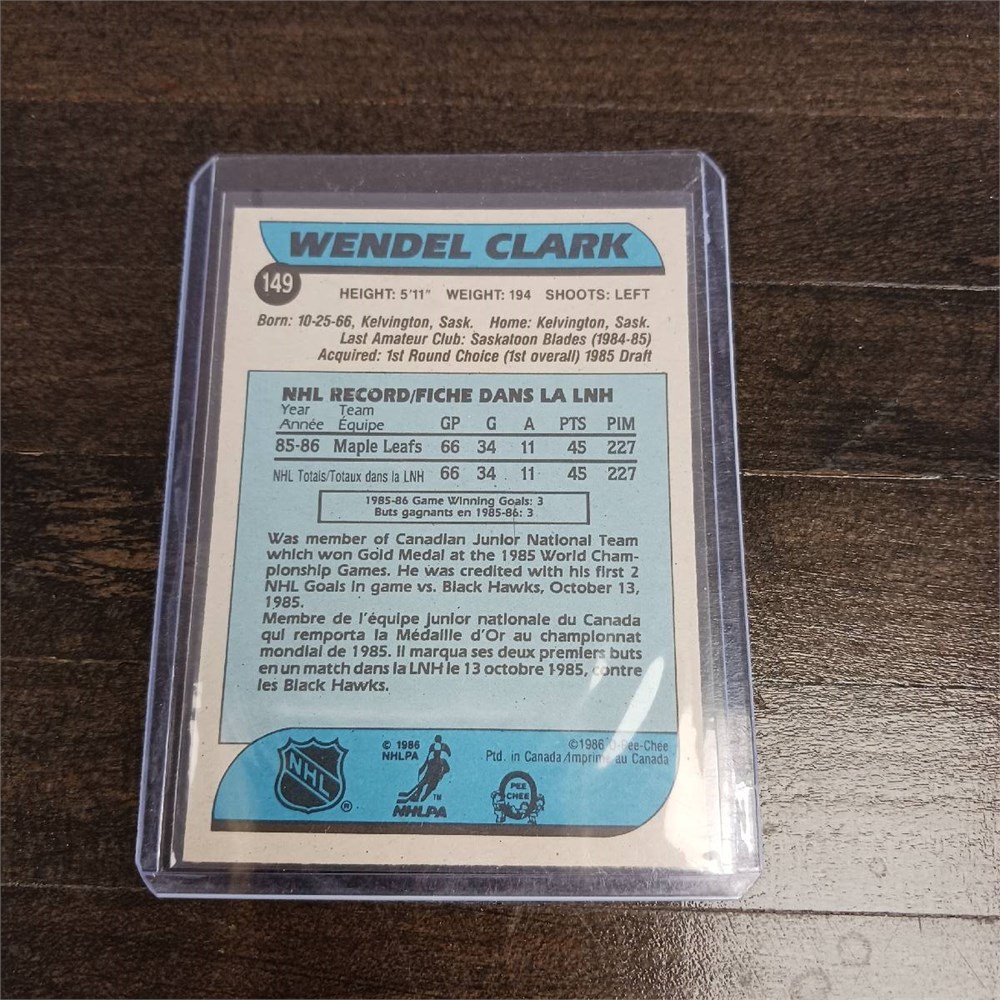 WENDEL CLARK
149
HEIGHT: 5'11" WEIGHT: 194 SHOOTS: LEFT
Born: 10-25-66, Kelvington, Sask. Home: Kelvington, Sask.
Last Amateur Club: Saskatoon Blades (1984-85)
Acquired: 1st Round Choice (1st overall) 1985 Draft
NHL RECORD/FICHE DANS LA LNH
Year Team
Année Équipe GP G A PTS PIM
85-86 Maple Leafs 66 34 11 45 227
NHL Totals/Totaux dans la LNH 66 34 11 45 227
1985-86 Game Winning Goals: 3
Buts gagnants en 1985-86: 3
Was member of Canadian Junior National Team
which won Gold Medal at the 1985 World Cham-
pionship Games. He was credited with his first 2
NHL Goals in game vs. Black Hawks, October 13,
1985.
Membre de l'équipe junior nationale du Canada
qui remporta la Médaille d'Or au championnat
mondial de 1985. Il marqua ses deux premiers buts
en un match dans la LNH le 13 octobre 1985, contre
les Black Hawks.
NHL ®
© 1986
NHLPA
TM
NHLPA
©1986 O-Pee-Chee
Ptd. in Canada/Imprimé au Canada
PEE
CHEE